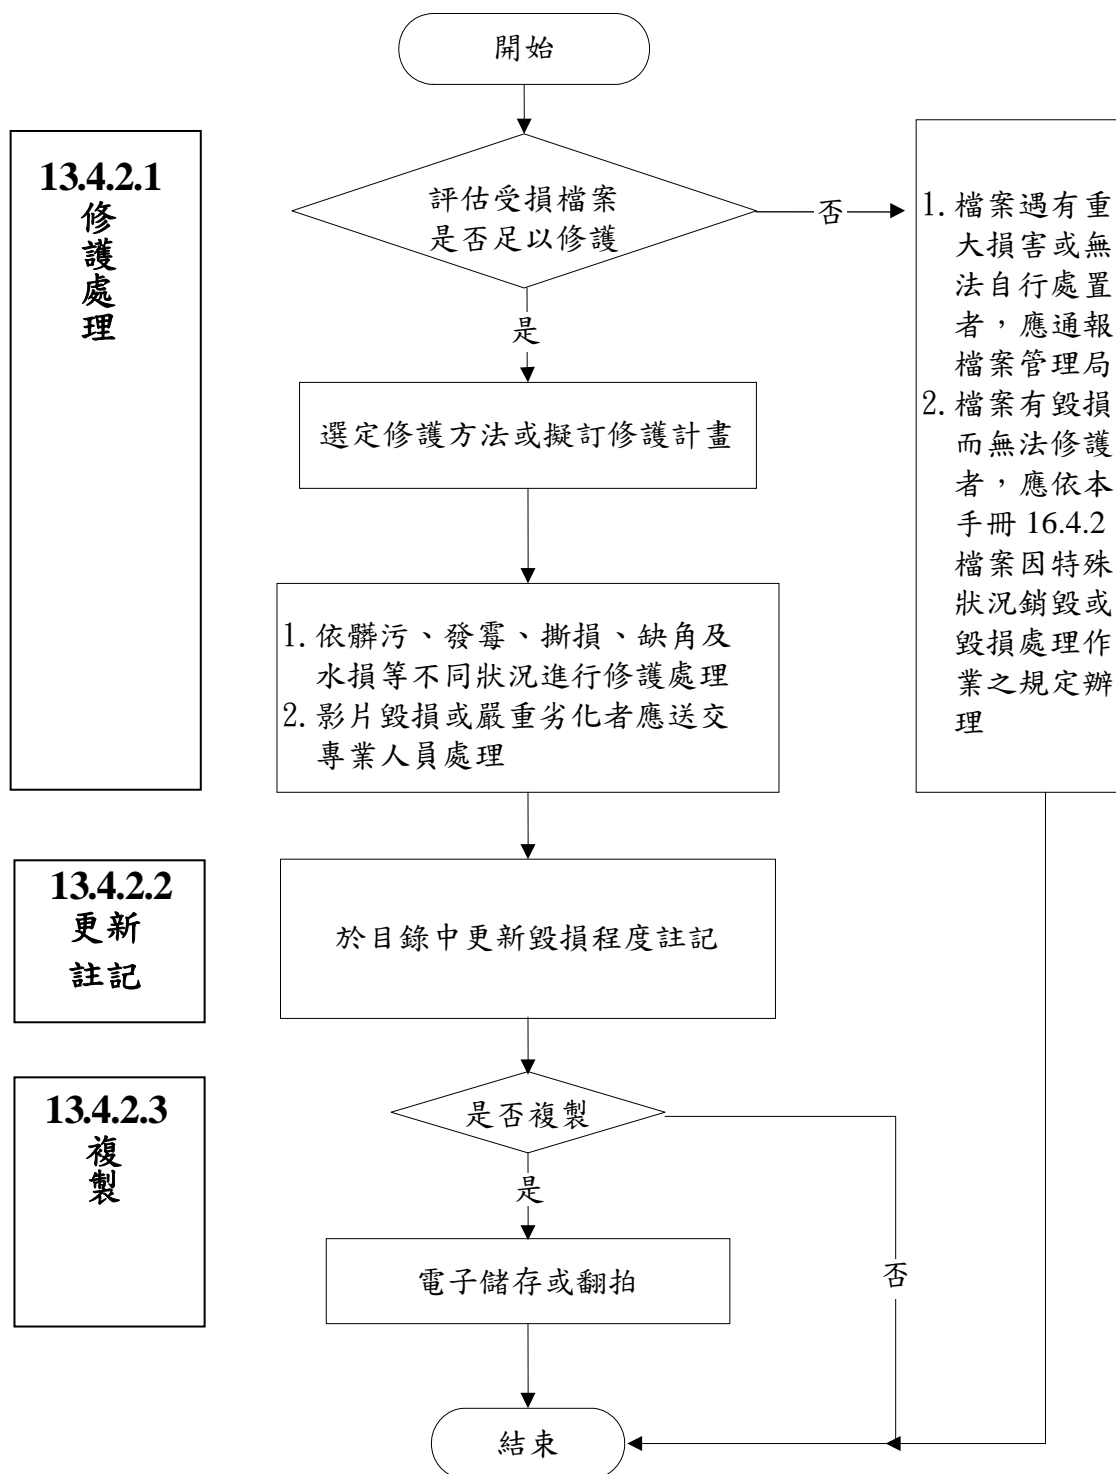 開始
13.4.2.1
修
護
處
理
評估受損檔案
是否足以修護
否
1. 檔案遇有重
大損害或無
法自行處置
者，應通報
檔案管理局
2. 檔案有毀損
而無法修護
者，應依本
手冊 16.4.2
檔案因特殊
狀況銷毀或
毀損處理作
業之規定辦
理
是
選定修護方法或擬訂修護計畫
1. 依髒污、發霉、撕損、缺角及
水損等不同狀況進行修護處理
2. 影片毀損或嚴重劣化者應送交
專業人員處理
13.4.2.2
更新
註記
於目錄中更新毀損程度註記
13.4.2.3
複
製
是否複製
是
否
電子儲存或翻拍
結束